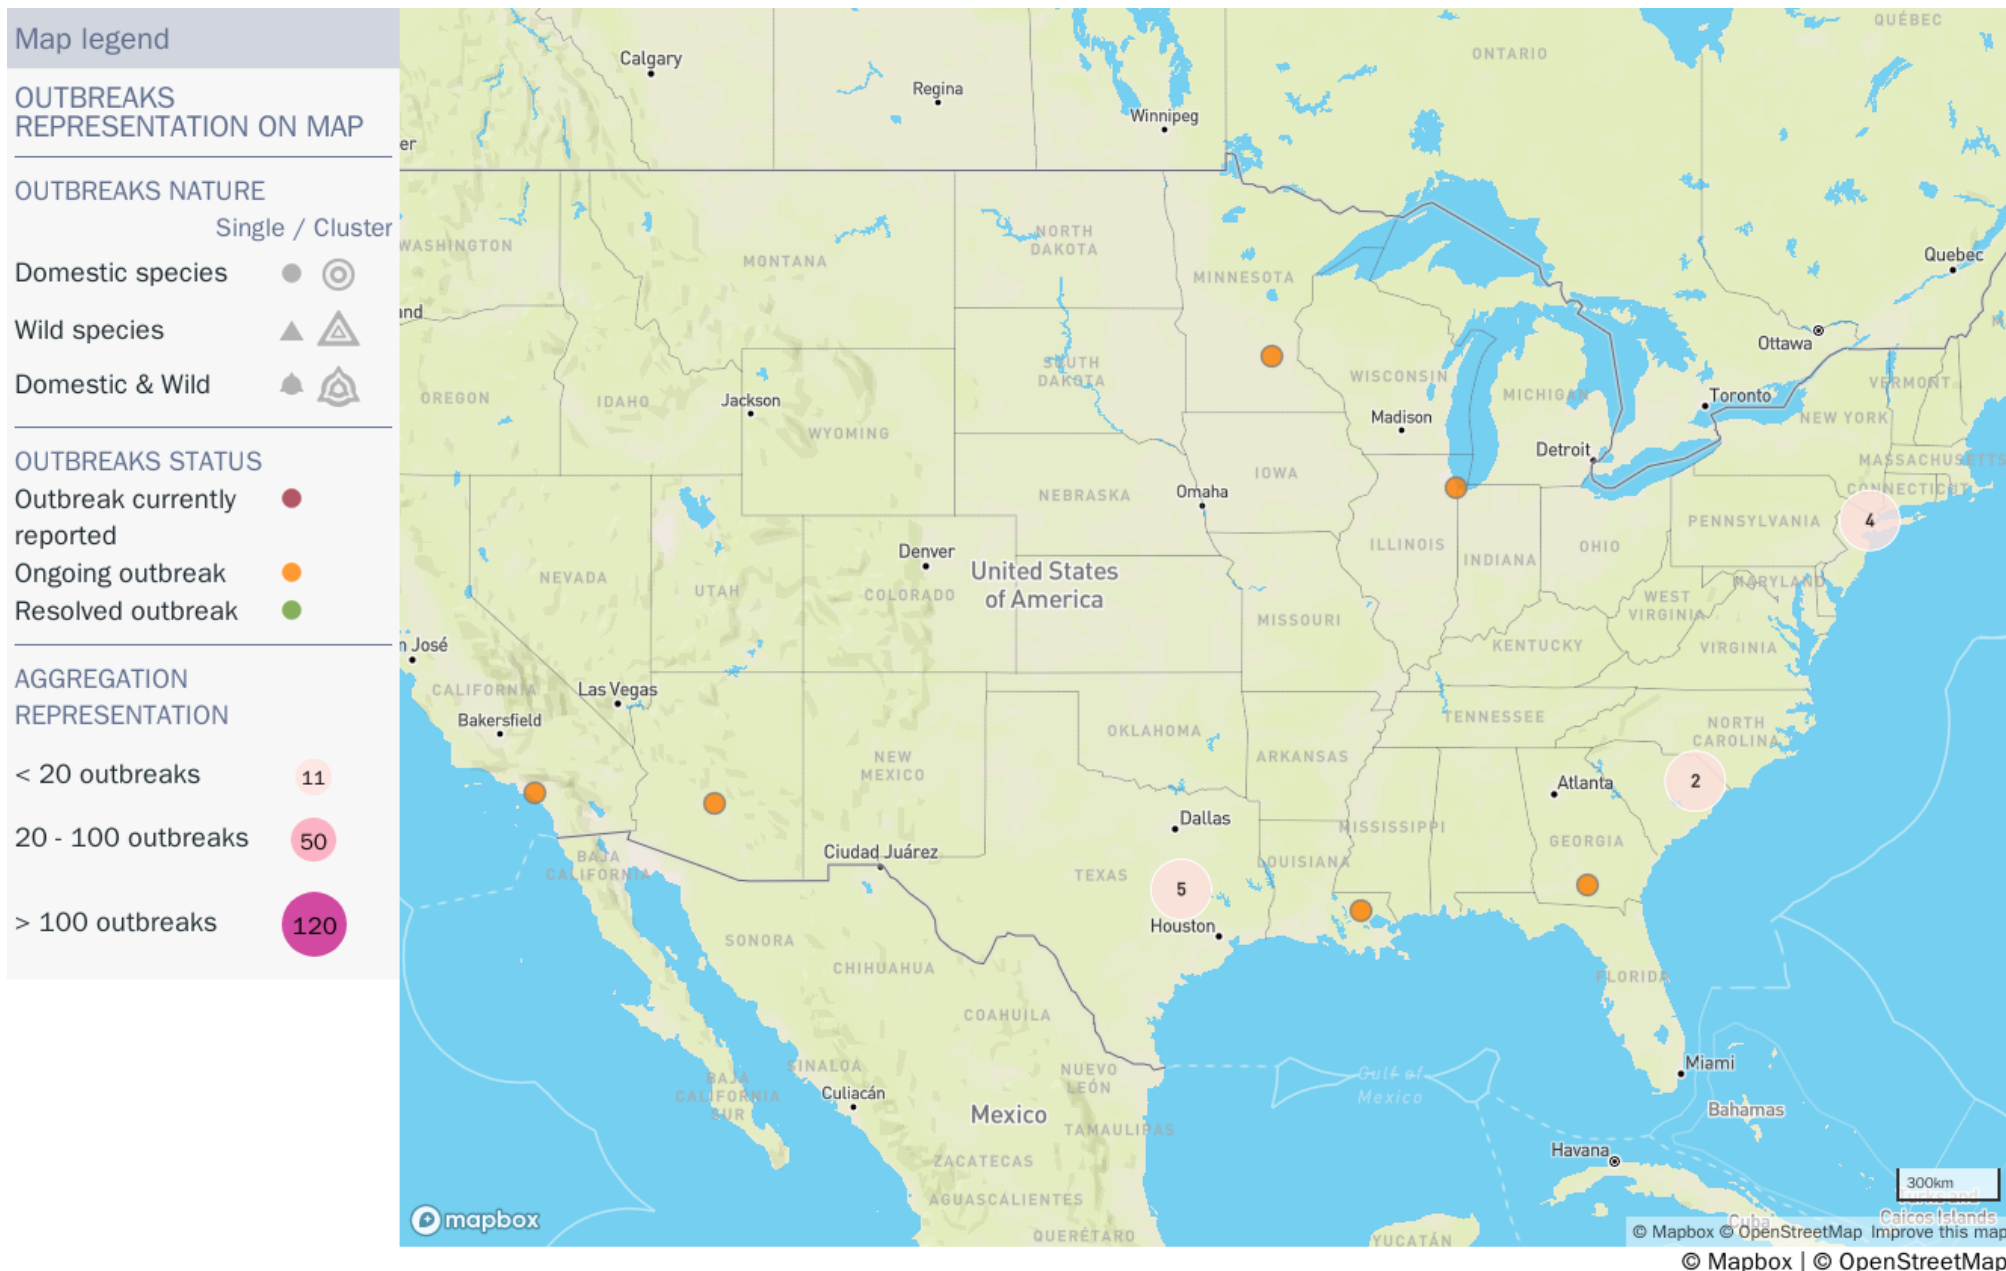 Map legend
OUTBREAKS
REPRESENTATION ON MAP
OUTBREAKS NATURE
Single / Cluster
Domestic species
Wild species
Domestic & Wild
OUTBREAKS STATUS
Outbreak currently
reported
Ongoing outbreak
Resolved outbreak
AGGREGATION
REPRESENTATION
< 20 outbreaks
11
20 - 100 outbreaks
50
> 100 outbreaks
120
QUÉBEC
ONTARIO
Calgary
Regina
Winnipeg
er
WASHINGTON
MONTANA
NORTH
DAKOTA
MINNESOTA
Quebec
and
Ottawa
OREGON
IDAHO
Jackson
WYOMING
SOUTH
DAKOTA
WISCONSIN
Madison
MICHIGAN
Toronto
VERMONT
NEW YORK
Detroit
MASSACHUSETTS
CONNECTICUT
IOWA
NEBRASKA
Omaha
4
PENNSYLVANIA
ILLINOIS
INDIANA
OHIO
NEVADA
UTAH
Denver
COLORADO
United States
of America
MARYLAND
WEST
VIRGINIA
MISSOURI
KENTUCKY
VIRGINIA
n José
CALIFORNIA
Las Vegas
Bakersfield
OKLAHOMA
TENNESSEE
NORTH
CAROLINA
NEW
MEXICO
ARKANSAS
2
Atlanta
Dallas
MISSISSIPPI
GEORGIA
Ciudad Juárez
BAJA
CALIFORNIA
TEXAS
LOUISIANA
5
Houston
SONORA
CHIHUAHUA
FLORIDA
COAHUILA
SINALOA
NUEVO
LEÓN
Gulf of
Mexico
Miami
BAJA
CALIFORNIA
SUR
Culiacán
Mexico
TAMAULIPAS
Bahamas
Havana
ZACATECAS
AGUASCALIENTES
QUERÉTARO
YUCATÁN
300km
Turks and
Caicos Islands
Cuba
mapbox
© Mapbox © OpenStreetMap Improve this map
© Mapbox | © OpenStreetMap